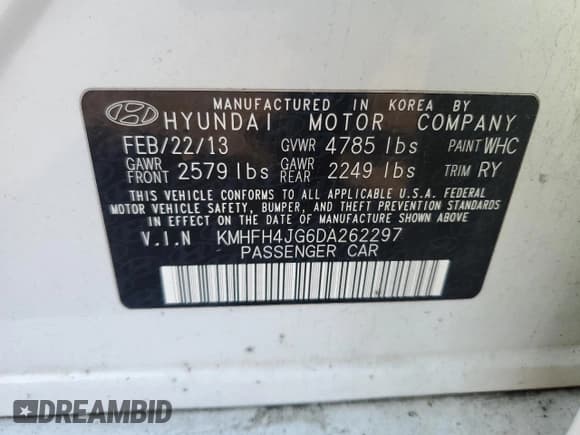 MANUFACTURED IN KOREA BY
HYUNDAI MOTOR COMPANY
FEB/22/13 GVWR 4785 lbs PAINT WHC
GAWR FRONT 2579 lbs GAWR REAR 2249 lbs TRIM RY
THIS VEHICLE CONFORMS TO ALL APPLICABLE U.S.A. FEDERAL
MOTOR VEHICLE SAFETY, BUMPER, AND THEFT PREVENTION STANDARDS
IN EFFECT ON THE DATE OF MANUFACTURE SHOWN ABOVE
V.I.N KMHFH4JG6DA262297
PASSENGER CAR
DREAMBID